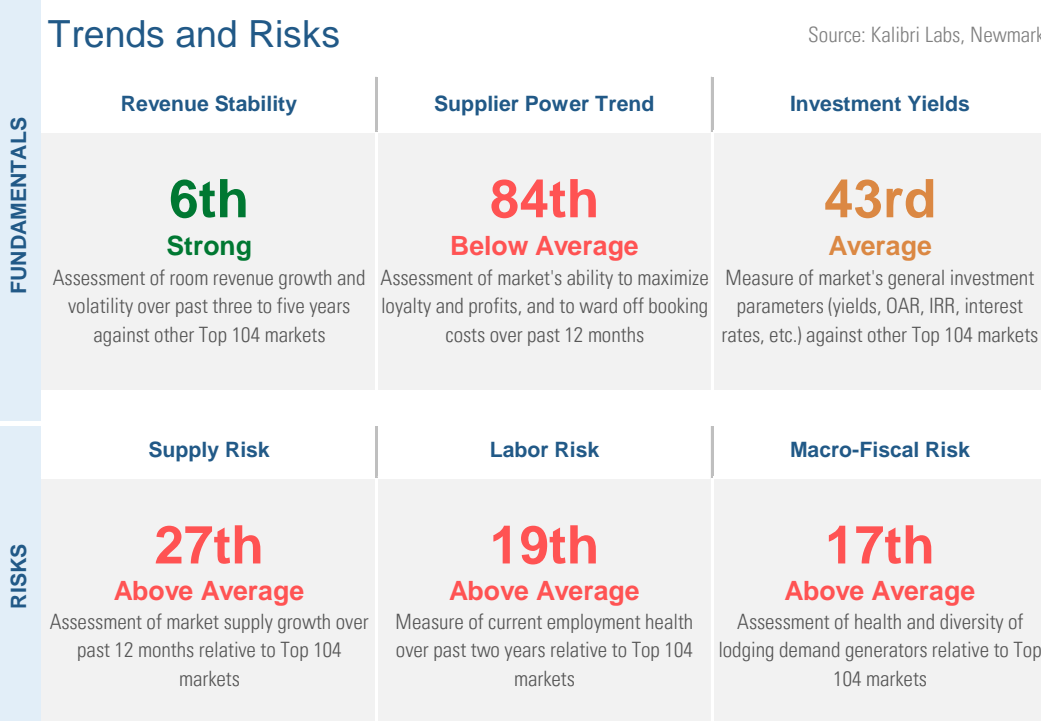 Trends and Risks
Source: Kalibri Labs, Newmark
FUNDAMENTALS
Revenue Stability
6th
Strong
Assessment of room revenue growth and
volatility over past three to five years
against other Top 104 markets
Supplier Power Trend
84th
Below Average
Assessment of market's ability to maximize
loyalty and profits, and to ward off booking
costs over past 12 months
Investment Yields
43rd
Average
Measure of market's general investment
parameters (yields, OAR, IRR, interest
rates, etc.) against other Top 104 markets
RISKS
Supply Risk
27th
Above Average
Assessment of market supply growth over
past 12 months relative to Top 104
markets
Labor Risk
19th
Above Average
Measure of current employment health
over past two years relative to Top 104
markets
Macro-Fiscal Risk
17th
Above Average
Assessment of health and diversity of
lodging demand generators relative to Top
104 markets